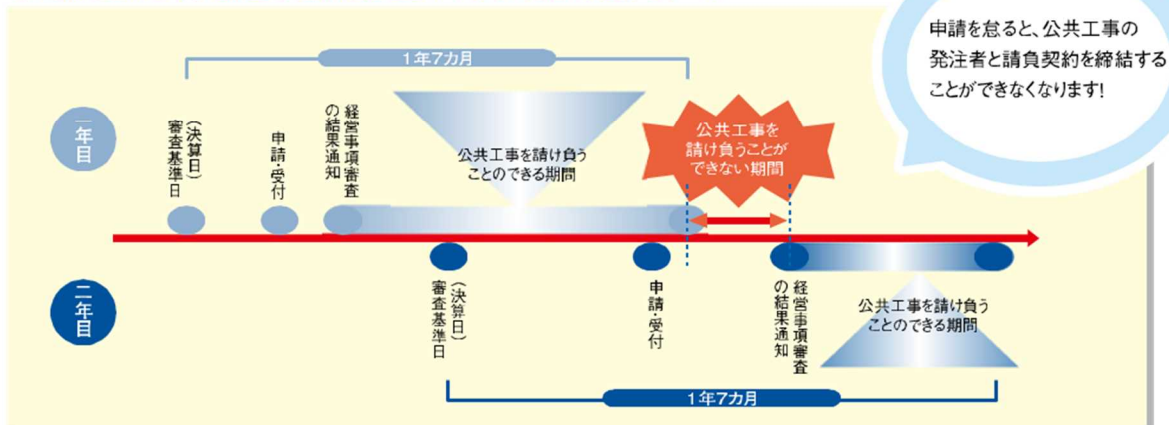 申請を怠ると、公共工事の
発注者と請負契約を締結する
ことができなくなります!
1年7カ月
一年目
審査基準日
(決算日)
申請・受付
経営事項審査
の結果通知
公共工事を請け負う
ことのできる期間
公共工事を
請け負うことが
できない期間
二年目
審査基準日
(決算日)
申請・受付
経営事項審査
の結果通知
公共工事を請け負う
ことのできる期間
1年7カ月